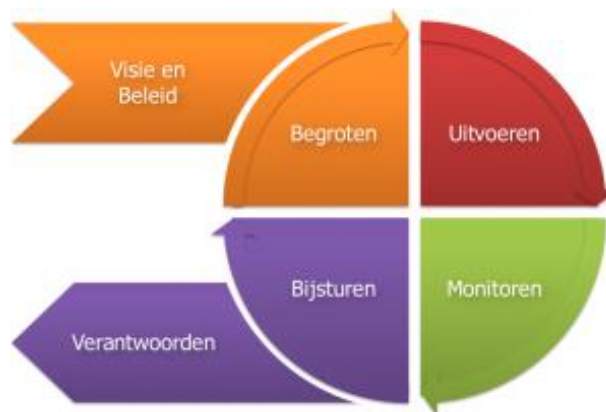 Visie en
Beleid
Begroten
Uitvoeren
Bijsturen
Monitoren
Verantwoorden